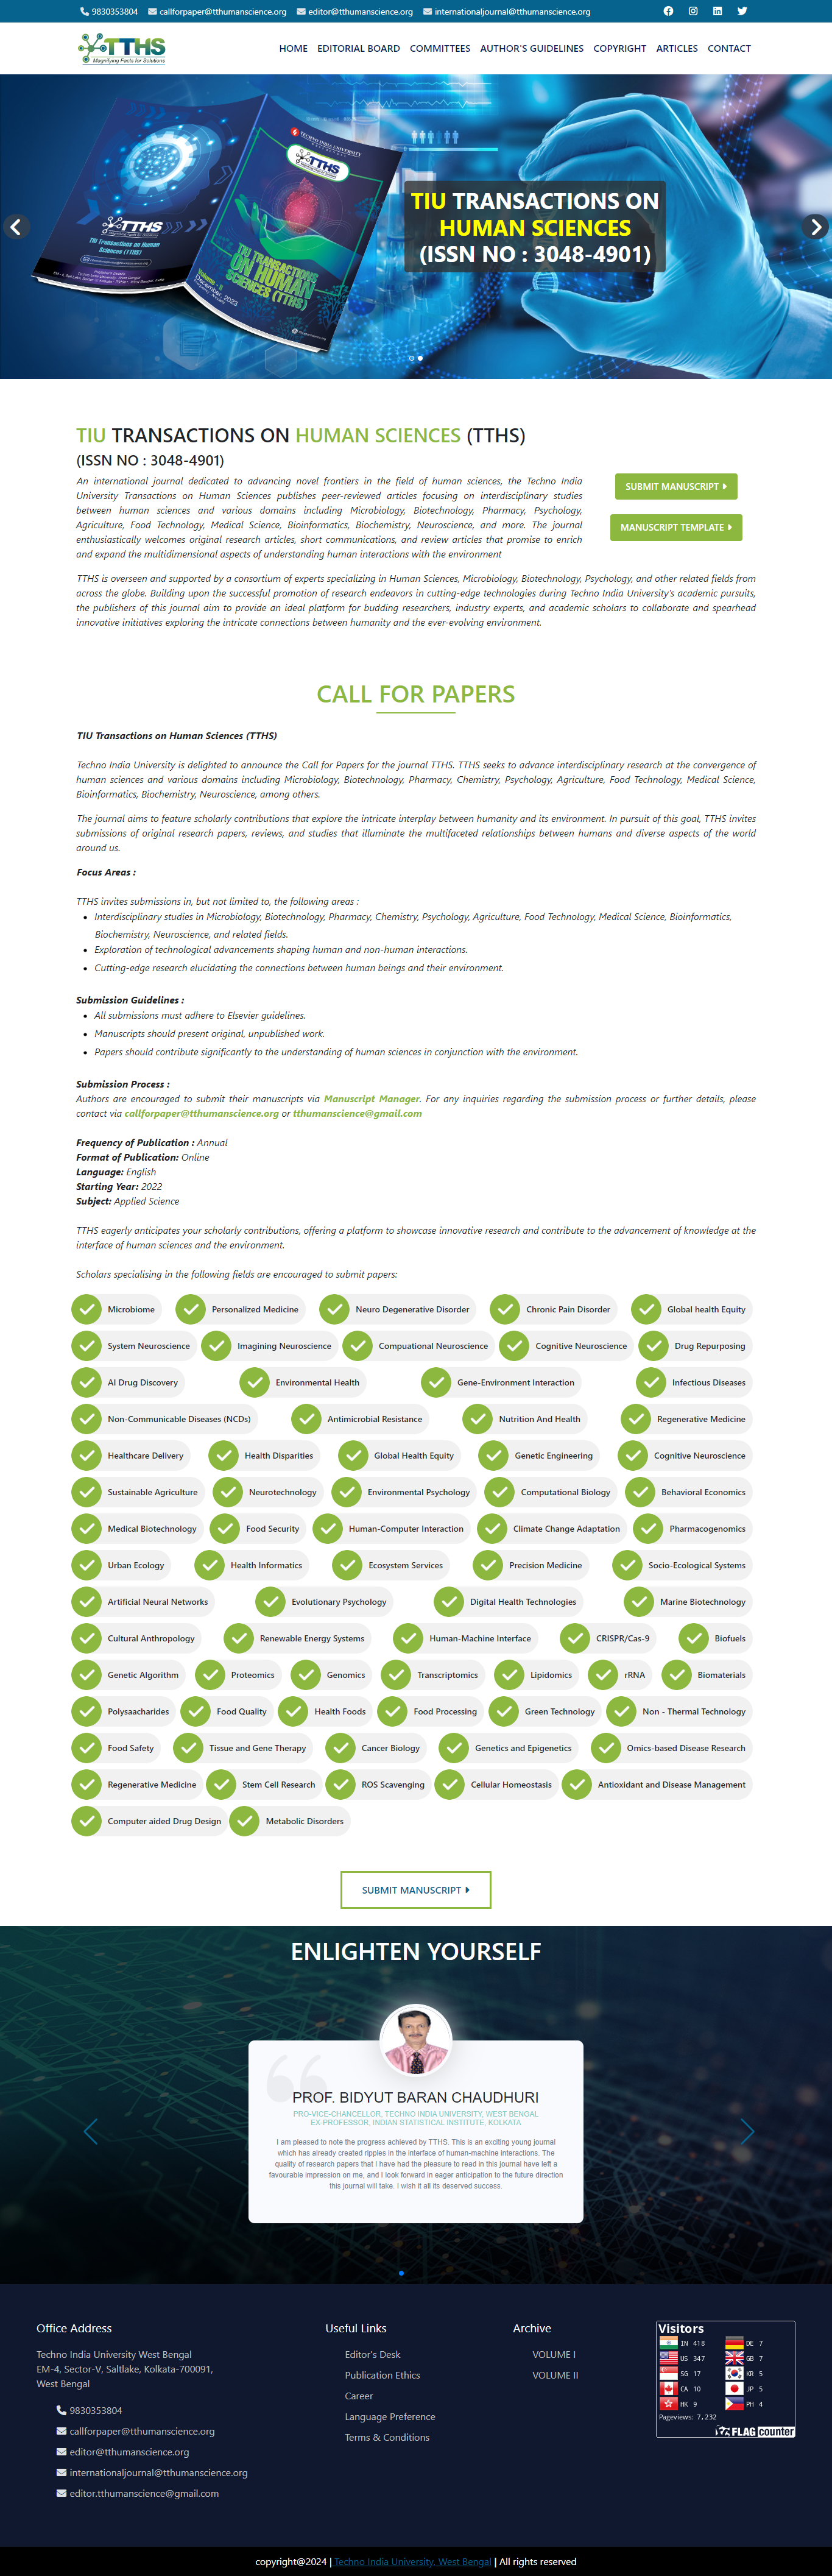 9830353804 callforpaper@tthumanscience.org editor@tthumanscience.org internationaljournal@tthumanscience.org
TTHS
Magnifying Facts for Solutions
HOME EDITORIAL BOARD COMMITTEES AUTHOR'S GUIDELINES COPYRIGHT ARTICLES CONTACT
TECHNO INDIA UNIVERSITY
TTHS
TTHS
TIU Transactions on Human Sciences (TTHS)
TIU TRANSACTIONS ON HUMAN SCIENCES (TTHS)
December, 2023
TIU TRANSACTIONS ON
HUMAN SCIENCES
(ISSN NO : 3048-4901)
TIU TRANSACTIONS ON HUMAN SCIENCES (TTHS)
(ISSN NO : 3048-4901)
An international journal dedicated to advancing novel frontiers in the field of human sciences, the Techno India
University Transactions on Human Sciences publishes peer-reviewed articles focusing on interdisciplinary studies
between human sciences and various domains including Microbiology, Biotechnology, Pharmacy, Psychology,
Agriculture, Food Technology, Medical Science, Bioinformatics, Biochemistry, Neuroscience, and more. The journal
enthusiastically welcomes original research articles, short communications, and review articles that promise to enrich
and expand the multidimensional aspects of understanding human interactions with the environment
SUBMIT MANUSCRIPT
MANUSCRIPT TEMPLATE
TTHS is overseen and supported by a consortium of experts specializing in Human Sciences, Microbiology, Biotechnology, Psychology, and other related fields from
across the globe. Building upon the successful promotion of research endeavors in cutting-edge technologies during Techno India University's academic pursuits,
the publishers of this journal aim to provide an ideal platform for budding researchers, industry experts, and academic scholars to collaborate and spearhead
innovative initiatives exploring the intricate connections between humanity and the ever-evolving environment.
CALL FOR PAPERS
TIU Transactions on Human Sciences (TTHS)
Techno India University is delighted to announce the Call for Papers for the journal TTHS. TTHS seeks to advance interdisciplinary research at the convergence of
human sciences and various domains including Microbiology, Biotechnology, Pharmacy, Chemistry, Psychology, Agriculture, Food Technology, Medical Science,
Bioinformatics, Biochemistry, Neuroscience, among others.
The journal aims to feature scholarly contributions that explore the intricate interplay between humanity and its environment. In pursuit of this goal, TTHS invites
submissions of original research papers, reviews, and studies that illuminate the multifaceted relationships between humans and diverse aspects of the world
around us.
Focus Areas :
TTHS invites submissions in, but not limited to, the following areas :
• Interdisciplinary studies in Microbiology, Biotechnology, Pharmacy, Chemistry, Psychology, Agriculture, Food Technology, Medical Science, Bioinformatics,
Biochemistry, Neuroscience, and related fields.
• Exploration of technological advancements shaping human and non-human interactions.
• Cutting-edge research elucidating the connections between human beings and their environment.
Submission Guidelines :
• All submissions must adhere to Elsevier guidelines.
• Manuscripts should present original, unpublished work.
• Papers should contribute significantly to the understanding of human sciences in conjunction with the environment.
Submission Process :
Authors are encouraged to submit their manuscripts via Manuscript Manager. For any inquiries regarding the submission process or further details, please
contact via callforpaper@tthumanscience.org or tthumanscience@gmail.com
Frequency of Publication : Annual
Format of Publication: Online
Language: English
Starting Year: 2022
Subject: Applied Science
TTHS eagerly anticipates your scholarly contributions, offering a platform to showcase innovative research and contribute to the advancement of knowledge at the
interface of human sciences and the environment.
Scholars specialising in the following fields are encouraged to submit papers:
Microbiome Personalized Medicine Neuro Degenerative Disorder Chronic Pain Disorder Global health Equity
System Neuroscience Imagining Neuroscience Compuational Neuroscience Cognitive Neuroscience Drug Repurposing
AI Drug Discovery Environmental Health Gene-Environment Interaction Infectious Diseases
Non-Communicable Diseases (NCDs) Antimicrobial Resistance Nutrition And Health Regenerative Medicine
Healthcare Delivery Health Disparities Global Health Equity Genetic Engineering Cognitive Neuroscience
Sustainable Agriculture Neurotechnology Environmental Psychology Computational Biology Behavioral Economics
Medical Biotechnology Food Security Human-Computer Interaction Climate Change Adaptation Pharmacogenomics
Urban Ecology Health Informatics Ecosystem Services Precision Medicine Socio-Ecological Systems
Artificial Neural Networks Evolutionary Psychology Digital Health Technologies Marine Biotechnology
Cultural Anthropology Renewable Energy Systems Human-Machine Interface CRISPR/Cas-9 Biofuels
Genetic Algorithm Proteomics Genomics Transcriptomics Lipidomics rRNA Biomaterials
Polysaacharides Food Quality Health Foods Food Processing Green Technology Non - Thermal Technology
Food Safety Tissue and Gene Therapy Cancer Biology Genetics and Epigenetics Omics-based Disease Research
Regenerative Medicine Stem Cell Research ROS Scavenging Cellular Homeostasis Antioxidant and Disease Management
Computer aided Drug Design Metabolic Disorders
SUBMIT MANUSCRIPT
ENLIGHTEN YOURSELF
PROF. BIDYUT BARAN CHAUDHURI
PRO-VICE-CHANCELLOR, TECHNO INDIA UNIVERSITY, WEST BENGAL
EX-PROFESSOR, INDIAN STATISTICAL INSTITUTE, KOLKATA
I am pleased to note the progress achieved by TTHS. This is an exciting young journal
which has already created ripples in the interface of human-machine interactions. The
quality of research papers that I have had the pleasure to read in this journal have left a
favourable impression on me, and I look forward in eager anticipation to the future direction
this journal will take. I wish it all its deserved success.
Office Address
Techno India University West Bengal
EM-4, Sector-V, Saltlake, Kolkata-700091,
West Bengal
9830353804
callforpaper@tthumanscience.org
editor@tthumanscience.org
internationaljournal@tthumanscience.org
editor.tthumanscience@gmail.com
Useful Links
Editor's Desk
Publication Ethics
Career
Language Preference
Terms & Conditions
Archive
VOLUME I
VOLUME II
Visitors
IN 418 DE 7
US 347 GB 7
SG 17 KR 5
CA 10 JP 5
HK 9 PH 4
Pageviews: 7,232
FLAG counter
copyright@2024 | Techno India University, West Bengal | All rights reserved